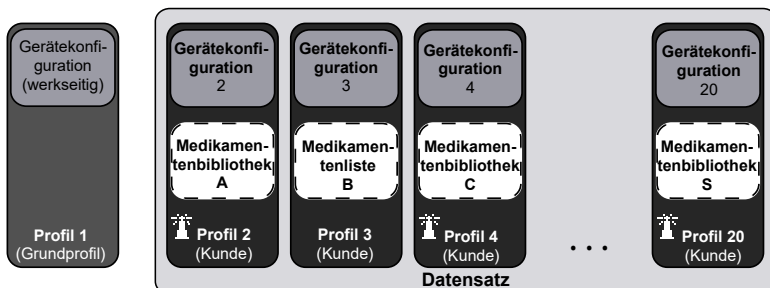 Gerätekonfi-
guration
(werkseitig)
Profil 1
(Grundprofil)
Gerätekonfi-
guration
2
Medikamen-
tenbibliothek
A
Profil 2
(Kunde)
Gerätekonfi-
guration
3
Medikamen-
tenliste
B
Profil 3
(Kunde)
Gerätekonfi-
guration
4
Medikamen-
tenbibliothek
C
Profil 4
(Kunde)
...
Gerätekonfi-
guration
20
Medikamen-
tenbibliothek
S
Profil 20
(Kunde)
Datensatz